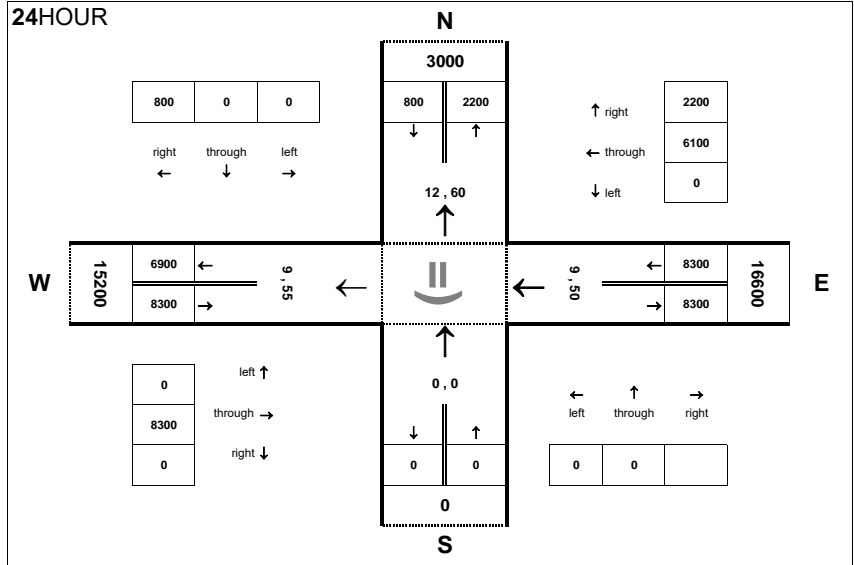 24HOUR
N
3000
800 0 0
800 2200
↓ ↑
right through left
← ↓ →
↑ right 2200
← through 6100
↓ left 0
12 , 60
↑
W
15200
6900 ←
8300 →
9 , 55
←
=)
←
9 , 50
← 8300
→ 8300
16600
E
↑
0 , 0
0 left ↑
8300 through →
0 right ↓
← ↑ →
left through right
0 0
↓ ↑
0 0
0
S